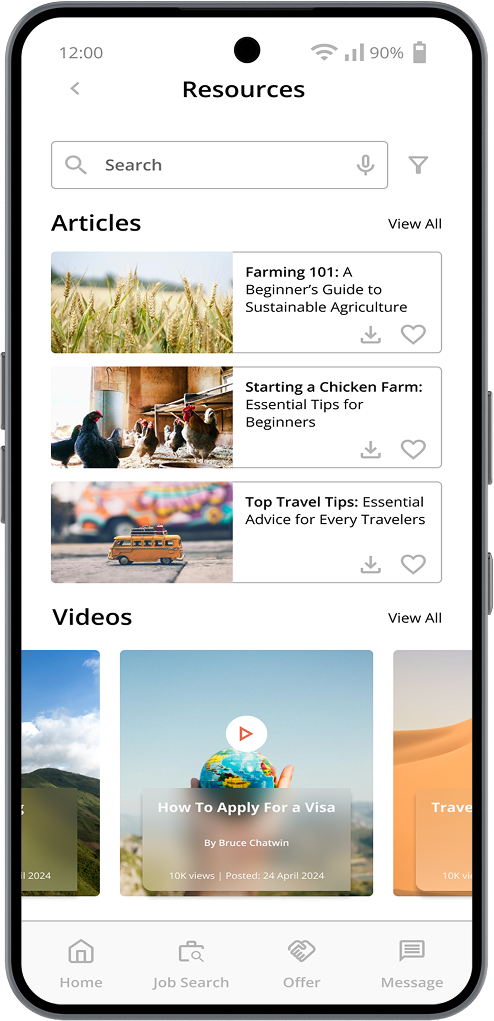 12:00
90%
Resources
Search
Articles
View All
Farming 101: A
Beginner's Guide to
Sustainable Agriculture
Starting a Chicken Farm:
Essential Tips for
Beginners
Top Travel Tips: Essential
Advice for Every Travelers
Videos
View All
2024
How To Apply For a Visa
By Bruce Chatwin
10K views | Posted: 24 April 2024
10K
Home
Job Search
Offer
Message